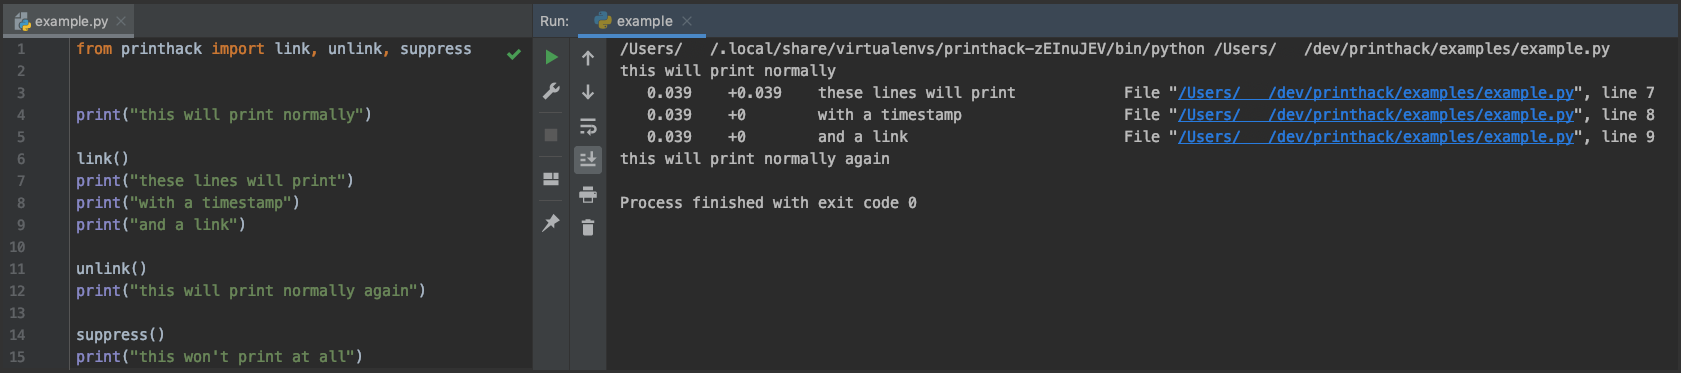 example.py
1 from printhack import link, unlink, suppress
2
3
4 print("this will print normally")
5
6 link()
7 print("these lines will print")
8 print("with a timestamp")
9 print("and a link")
10
11 unlink()
12 print("this will print normally again")
13
14 suppress()
15 print("this won't print at all")
Run: example
/Users/   /.local/share/virtualenvs/printhack-zEInuJEV/bin/python /Users/   /dev/printhack/examples/example.py
this will print normally
0.039 +0.039 these lines will print File "/Users/   /dev/printhack/examples/example.py", line 7
0.039 +0 with a timestamp File "/Users/   /dev/printhack/examples/example.py", line 8
0.039 +0 and a link File "/Users/   /dev/printhack/examples/example.py", line 9
this will print normally again
Process finished with exit code 0